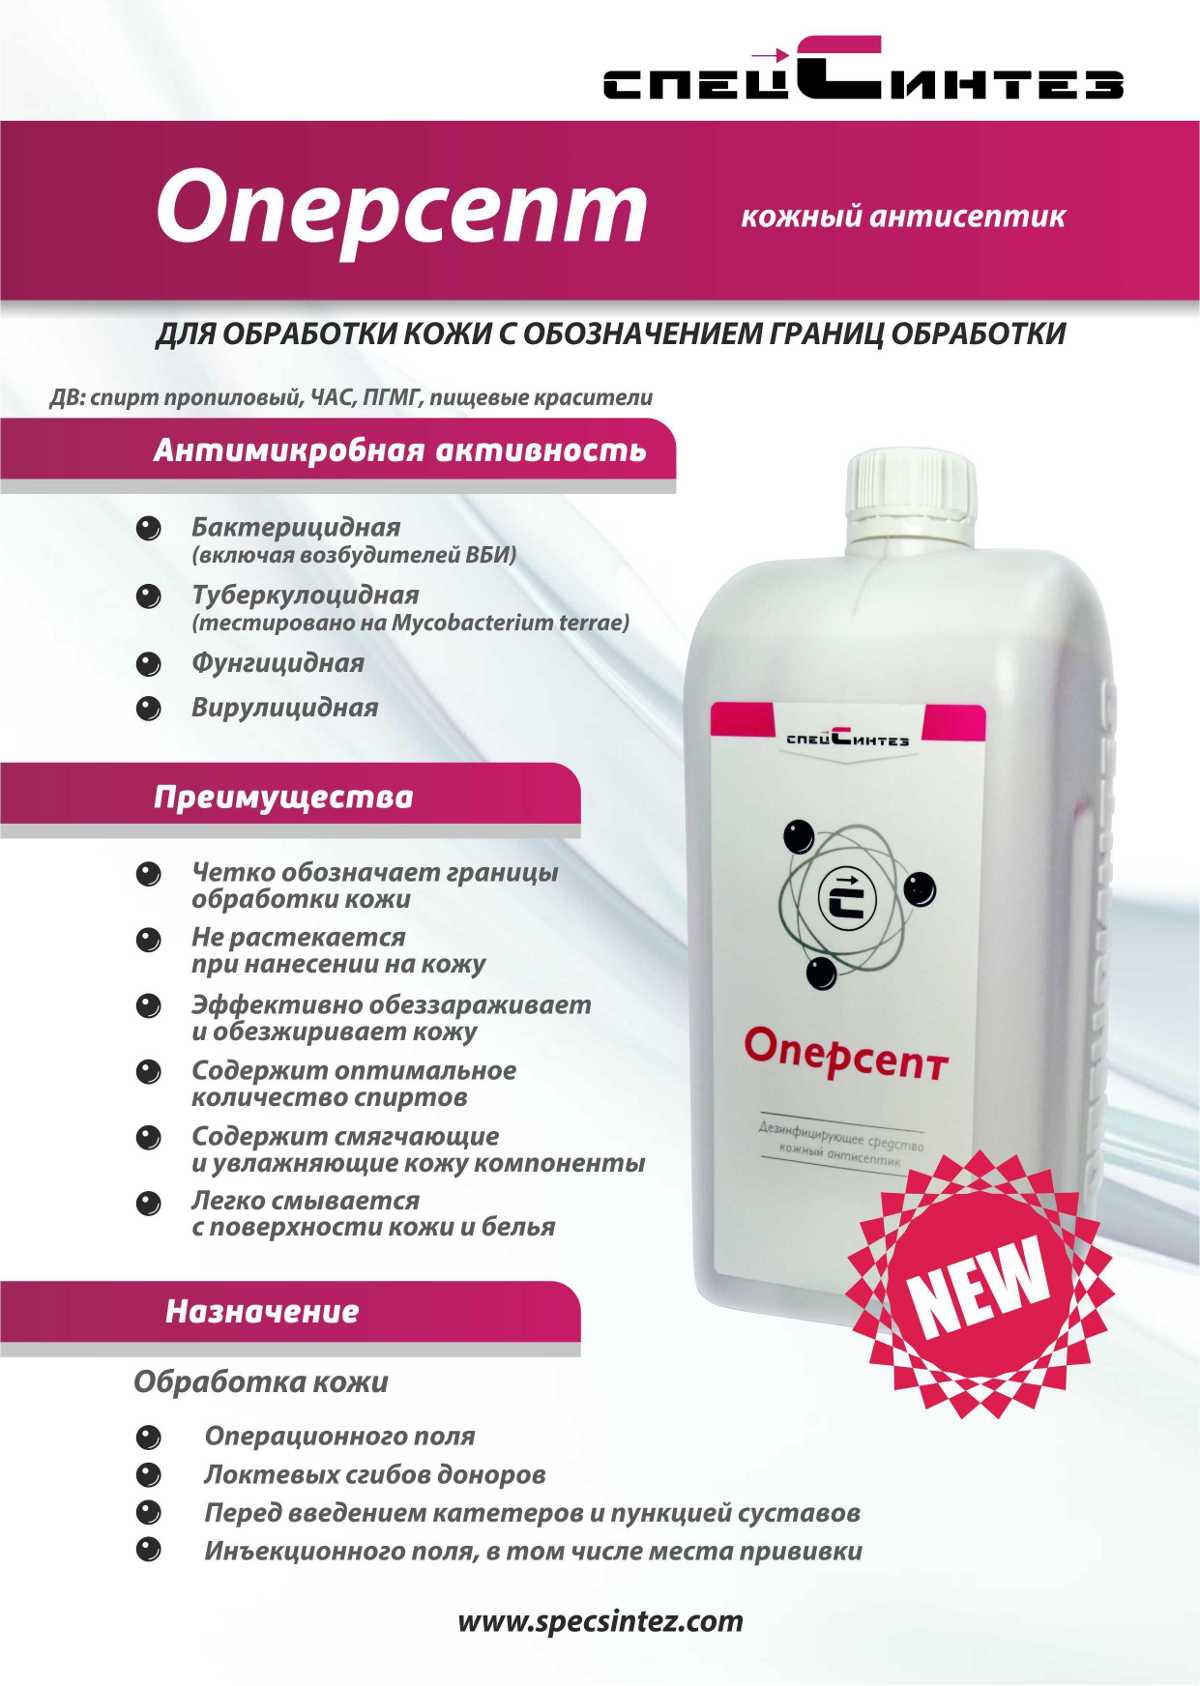 спецСинтез
Оперсепт
кожный антисептик
ДЛЯ ОБРАБОТКИ КОЖИ С ОБОЗНАЧЕНИЕМ ГРАНИЦ ОБРАБОТКИ
ДВ: спирт пропиловый, ЧАС, ПГМГ, пищевые красители
Антимикробная активность
Бактерицидная
(включая возбудителей ВБИ)
Туберкулоцидная
(тестировано на Mycobacterium terrae)
Фунгицидная
Вирулицидная
Преимущества
Четко обозначает границы
обработки кожи
Не растекается
при нанесении на кожу
Эффективно обеззараживает
и обезжиривает кожу
Содержит оптимальное
количество спиртов
Содержит смягчающие
и увлажняющие кожу компоненты
Легко смывается
с поверхности кожи и белья
спецСинтез
Оперсепт
Дезинфицирующее средство
кожный антисептик
NEW
Назначение
Обработка кожи
Операционного поля
Локтевых сгибов доноров
Перед введением катетеров и пункцией суставов
Инъекционного поля, в том числе места прививки
www.specsintez.com